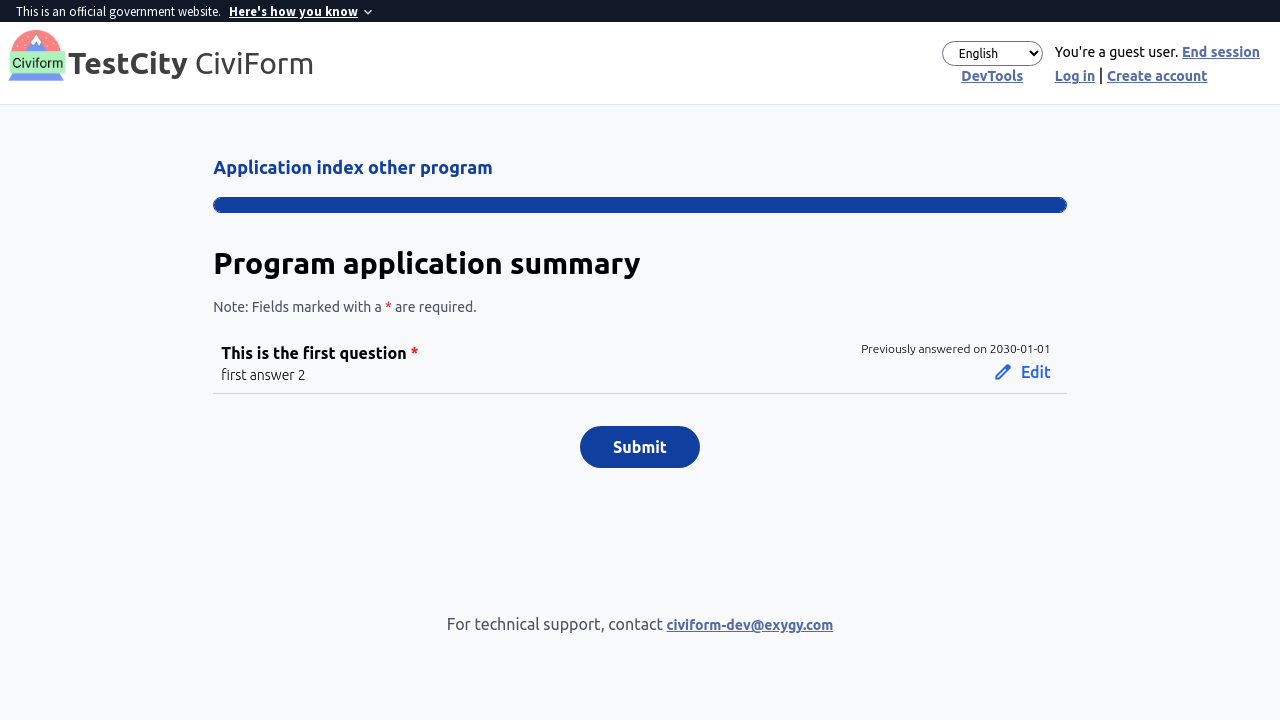 This is an official government website. Here's how you know
Civiform
TestCity CiviForm
English
You're a guest user. End session
DevTools
Log in | Create account
Application index other program
Program application summary
Note: Fields marked with a * are required.
This is the first question *
Previously answered on 2030-01-01
first answer 2
Edit
Submit
For technical support, contact civiform-dev@exygy.com